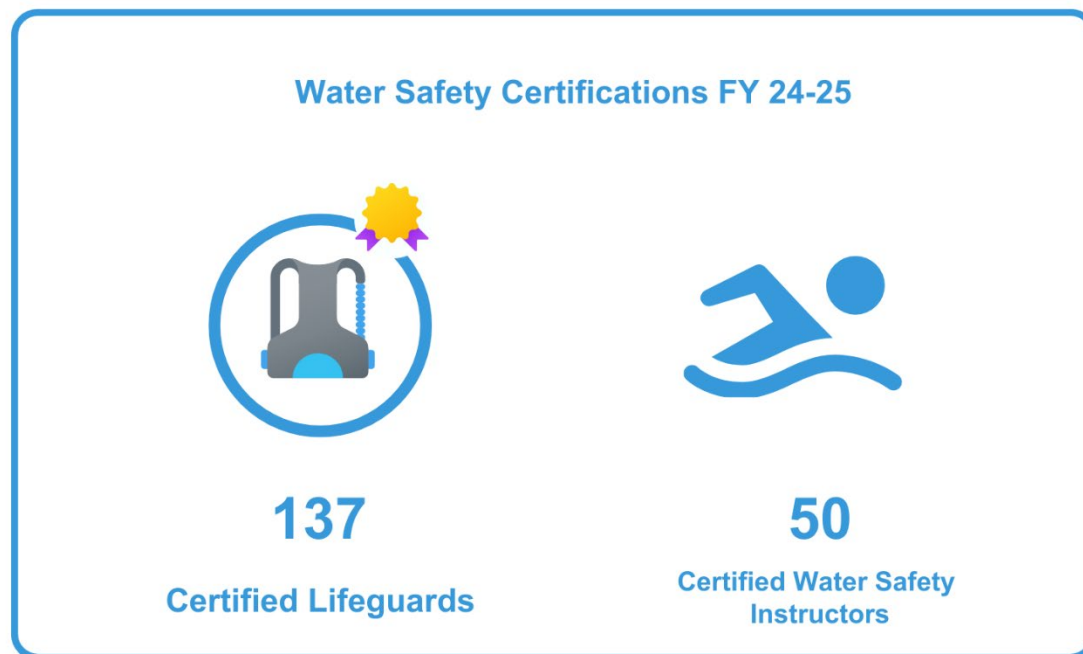 Water Safety Certifications FY 24-25
137
Certified Lifeguards
50
Certified Water Safety
Instructors